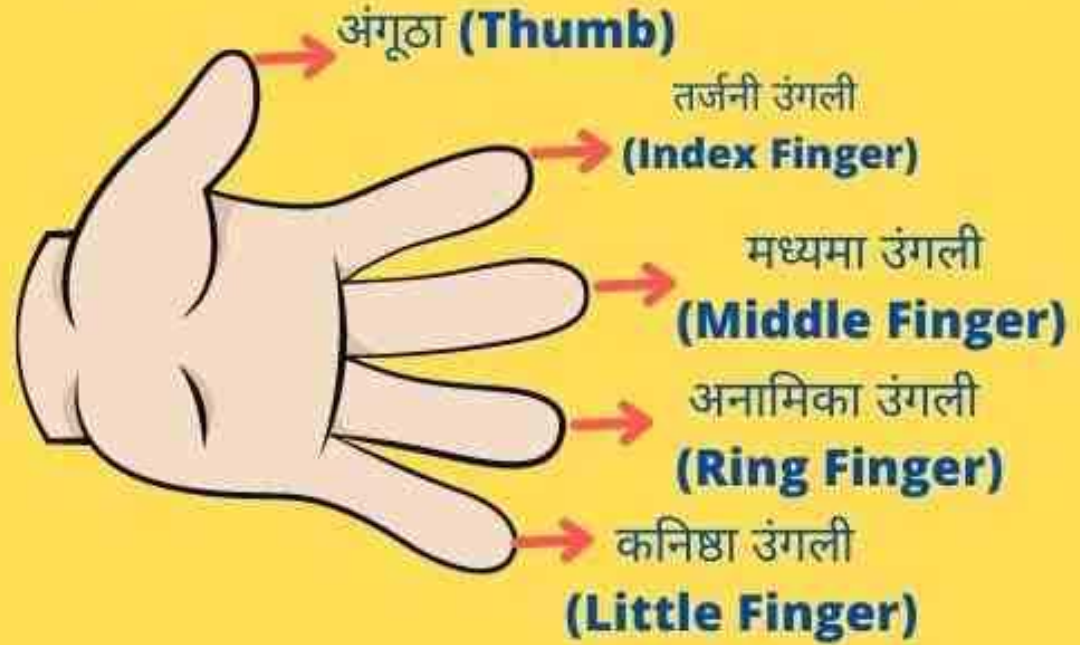 अंगूठा (Thumb)
तर्जनी उंगली
(Index Finger)
मध्यमा उंगली
(Middle Finger)
अनामिका उंगली
(Ring Finger)
कनिष्ठा उंगली
(Little Finger)